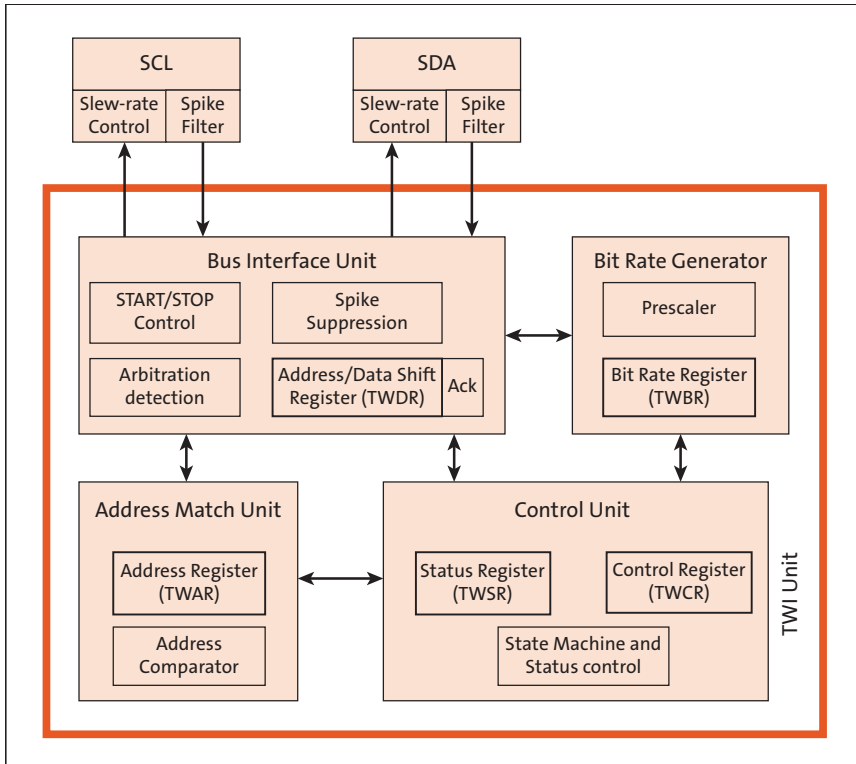 SCL
Slew-rate
Control
Spike
Filter
SDA
Slew-rate
Control
Spike
Filter
Bus Interface Unit
START/STOP
Control
Spike
Suppression
Arbitration
detection
Address/Data Shift
Register (TWDR)
Ack
Bit Rate Generator
Prescaler
Bit Rate Register
(TWBR)
Address Match Unit
Address Register
(TWAR)
Address
Comparator
Control Unit
Status Register
(TWSR)
Control Register
(TWCR)
State Machine and
Status control
TWI Unit